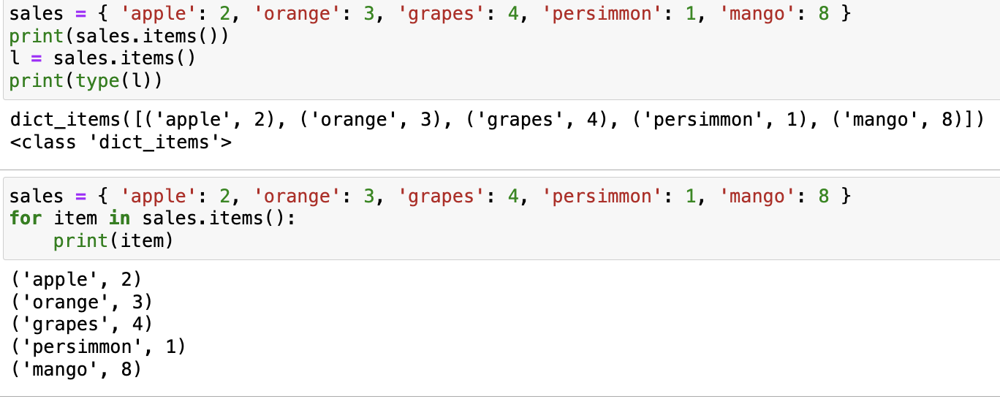 sales = { 'apple': 2, 'orange': 3, 'grapes': 4, 'persimmon': 1, 'mango': 8 }
print(sales.items())
l = sales.items()
print(type(l))
dict_items([('apple', 2), ('orange', 3), ('grapes', 4), ('persimmon', 1), ('mango', 8)])
<class 'dict_items'>
sales = { 'apple': 2, 'orange': 3, 'grapes': 4, 'persimmon': 1, 'mango': 8 }
for item in sales.items():
    print(item)
('apple', 2)
('orange', 3)
('grapes', 4)
('persimmon', 1)
('mango', 8)